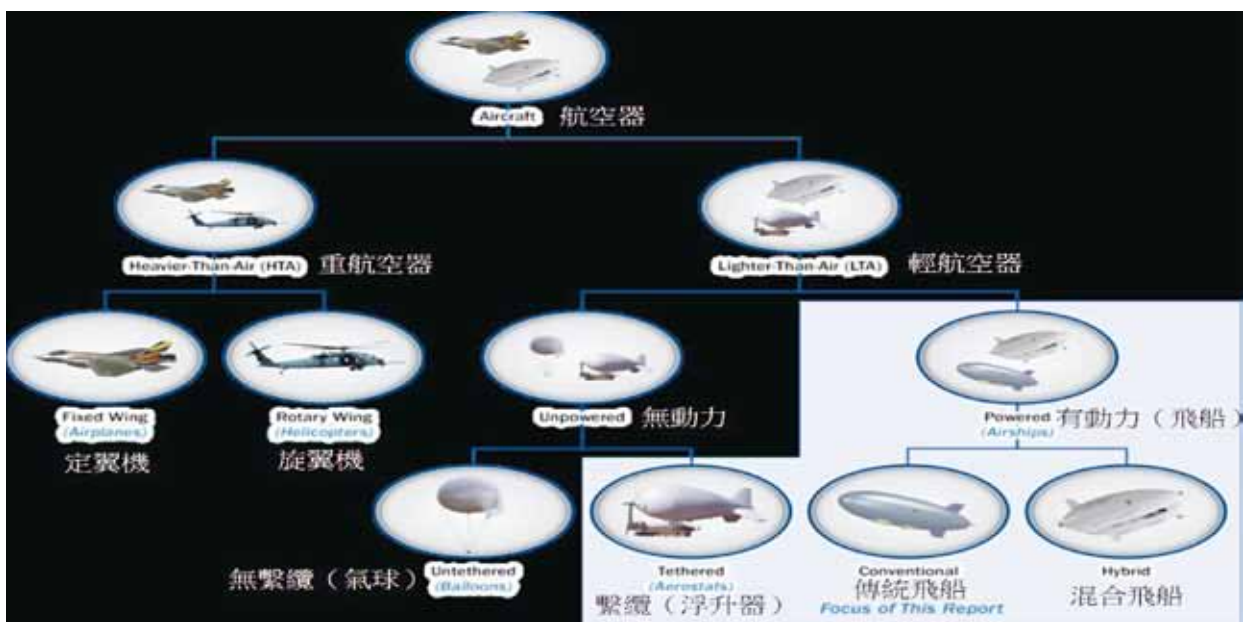 Aircraft 航空器
Heavier-Than-Air (HTA) 重航空器
Lighter-Than-Air (LTA) 輕航空器
Fixed Wing
(Airplanes)
定翼機
Rotary Wing
(Helicopters)
旋翼機
Unpowered 無動力
Powered 有動力（飛船）
(Airships)
無繫纜（氣球）
Untethered
(Balloons)
Tethered
(Aerostats)
繫纜（浮升器）
Conventional
傳統飛船
Focus of This Report
Hybrid
混合飛船